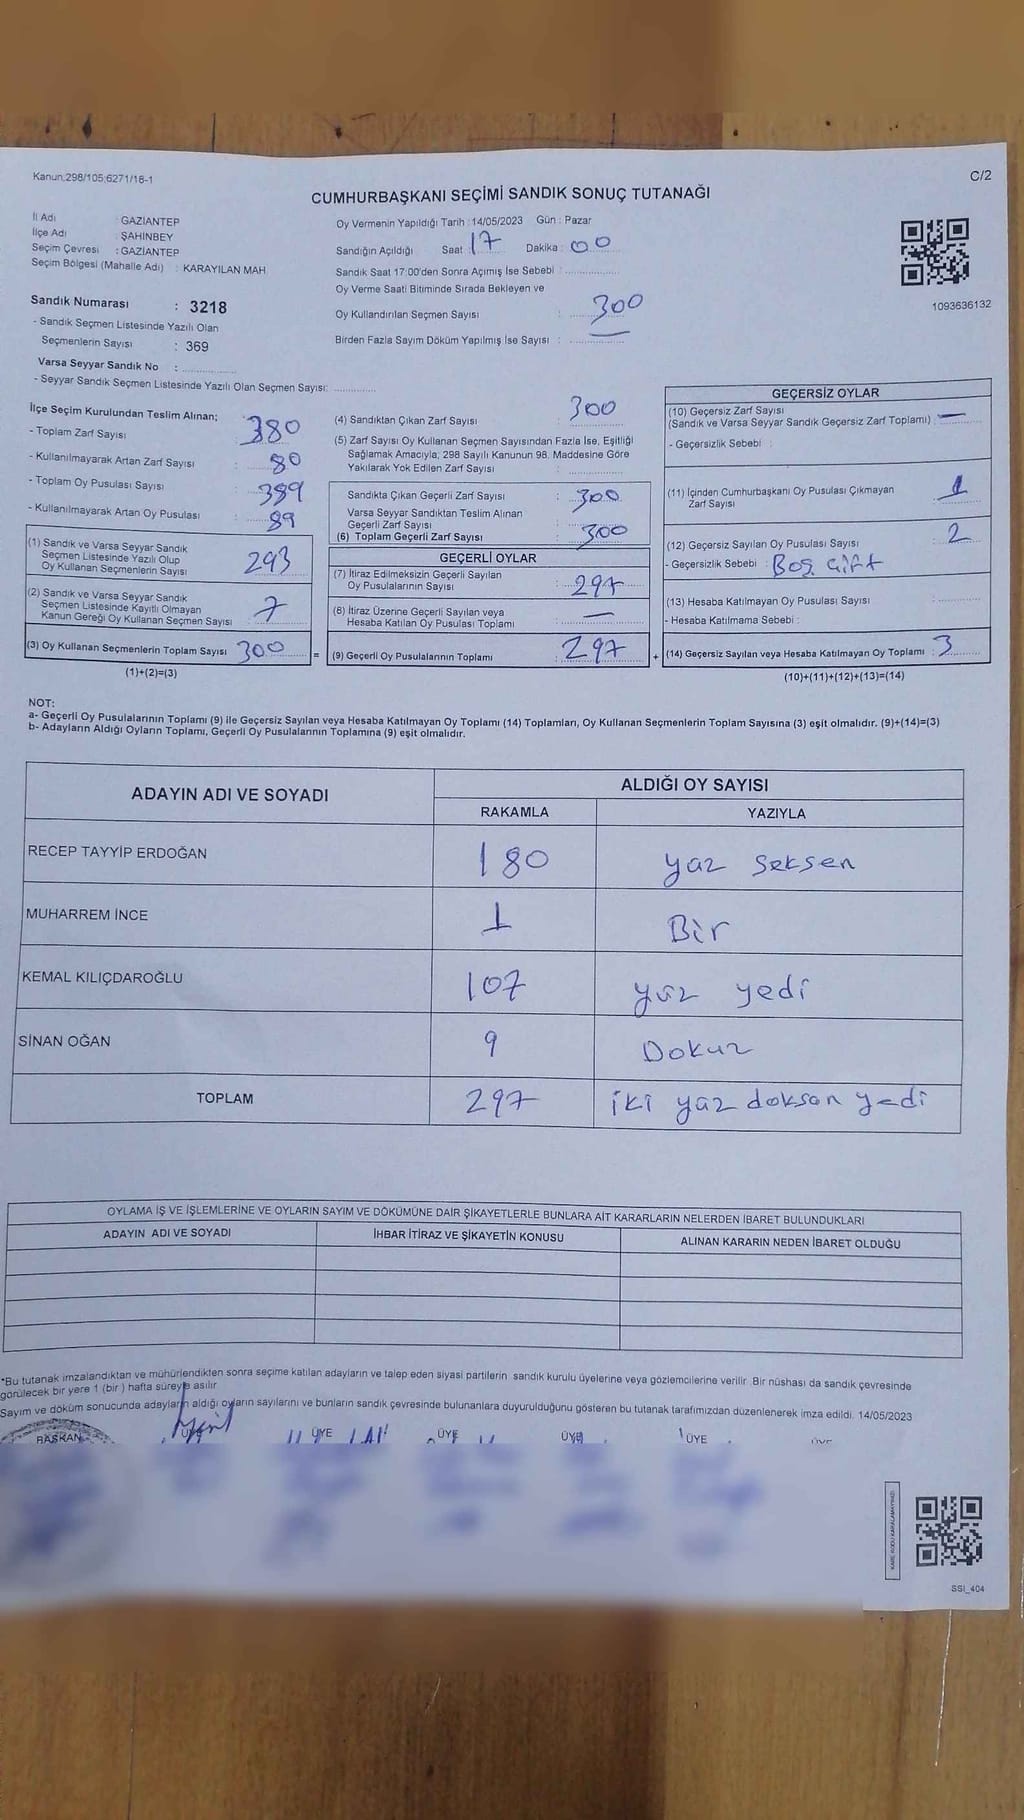 Kanun;298/105;6271/16-1
C/2
CUMHURBAŞKANI SEÇİMİ SANDIK SONUÇ TUTANAĞI
İl Adı : GAZİANTEP
İlçe Adı : ŞAHİNBEY
Seçim Çevresi : GAZİANTEP
Seçim Bölgesi (Mahalle Adı) : KARAYILAN MAH.
Oy Vermenin Yapıldığı Tarih : 14/05/2023 Gün : Pazar
Sandığın Açıldığı Saat 17 Dakika : 00
Sandık Saat 17:00'den Sonra Açımış İse Sebebi :
Oy Verme Saati Bitiminde Sırada Bekleyen ve
Oy Kullandırılan Seçmen Sayısı : 300
Birden Fazla Sayım Döküm Yapılmış İse Sayısı : —
1093636132
Sandık Numarası : 3218
- Sandık Seçmen Listesinde Yazılı Olan
Seçmenlerin Sayısı : 369
Varsa Seyyar Sandık No :
- Seyyar Sandık Seçmen Listesinde Yazılı Olan Seçmen Sayısı:
İlçe Seçim Kurulundan Teslim Alınan;
- Toplam Zarf Sayısı : 380
- Kullanılmayarak Artan Zarf Sayısı : 80
- Toplam Oy Pusulası Sayısı : 389
- Kullanılmayarak Artan Oy Pusulası : 89
(1) Sandık ve Varsa Seyyar Sandık
Seçmen Listesinde Yazılı Olup
Oy Kullanan Seçmenlerin Sayısı : 293
(2) Sandık ve Varsa Seyyar Sandık
Seçmen Listesinde Kayıtlı Olmayan
Kanun Gereği Oy Kullanan Seçmen Sayısı : 7
(3) Oy Kullanan Seçmenlerin Toplam Sayısı : 300
(1)+(2)=(3)
(4) Sandıktan Çıkan Zarf Sayısı : 300
(5) Zarf Sayısı Oy Kullanan Seçmen Sayısından Fazla İse, Eşitliği
Sağlamak Amacıyla; 298 Sayılı Kanunun 98. Maddesine Göre
Yakılarak Yok Edilen Zarf Sayısı :
Sandıkta Çıkan Geçerli Zarf Sayısı : 300
Varsa Seyyar Sandıktan Teslim Alınan
Geçerli Zarf Sayısı :
(6) Toplam Geçerli Zarf Sayısı : 300
GEÇERLİ OYLAR
(7) İtiraz Edilmeksizin Geçerli Sayılan
Oy Pusulalarının Sayısı : 297
(8) İtiraz Üzerine Geçerli Sayılan veya
Hesaba Katılan Oy Pusulası Toplamı : —
= (9) Geçerli Oy Pusulalarının Toplamı : 297
GEÇERSİZ OYLAR
(10) Geçersiz Zarf Sayısı
(Sandık ve Varsa Seyyar Sandık Geçersiz Zarf Toplamı) : —
- Geçersizlik Sebebi :
(11) İçinden Cumhurbaşkanı Oy Pusulası Çıkmayan
Zarf Sayısı : 1
(12) Geçersiz Sayılan Oy Pusulası Sayısı : 2
- Geçersizlik Sebebi : Boş Çift
(13) Hesaba Katılmayan Oy Pusulası Sayısı :
- Hesaba Katılmama Sebebi :
+ (14) Geçersiz Sayılan veya Hesaba Katılmayan Oy Toplamı : 3
(10)+(11)+(12)+(13)=(14)
NOT:
a- Geçerli Oy Pusulalarının Toplamı (9) ile Geçersiz Sayılan veya Hesaba Katılmayan Oy Toplamı (14) Toplamları, Oy Kullanan Seçmenlerin Toplam Sayısına (3) eşit olmalıdır. (9)+(14)=(3)
b- Adayların Aldığı Oyların Toplamı, Geçerli Oy Pusulalarının Toplamına (9) eşit olmalıdır.
ADAYIN ADI VE SOYADI
ALDIĞI OY SAYISI
RAKAMLA YAZIYLA
RECEP TAYYİP ERDOĞAN 180 yüz seksen
MUHARREM İNCE 1 Bir
KEMAL KILIÇDAROĞLU 107 yüz yedi
SİNAN OĞAN 9 Dokuz
TOPLAM 297 iki yüz doksan yedi
OYLAMA İŞ VE İŞLEMLERİNE VE OYLARIN SAYIM VE DÖKÜMÜNE DAİR ŞİKAYETLERLE BUNLARA AİT KARARLARIN NELERDEN İBARET BULUNDUKLARI
ADAYIN ADI VE SOYADI İHBAR İTİRAZ VE ŞİKAYETİN KONUSU ALINAN KARARIN NEDEN İBARET OLDUĞU
"Bu tutanak imzalandıktan ve mühürlendikten sonra seçime katılan adayların ve talep eden siyasi partilerin sandık kurulu üyelerine veya gözlemcilerine verilir. Bir nüshası da sandık çevresinde
görülecek bir yere 1 (bir ) hafta süreyle asılır.
Sayım ve döküm sonucunda adayların aldığı oyların sayılarını ve bunların sandık çevresinde bulunanlara duyurulduğunu gösteren bu tutanak tarafımızdan düzenlenerek imza edildi. 14/05/2023
BAŞKAN ÜYE ÜYE ÜYE ÜYE ÜYE ÜYE
KARE KODU KARALAMAYINIZ!
SSI_404